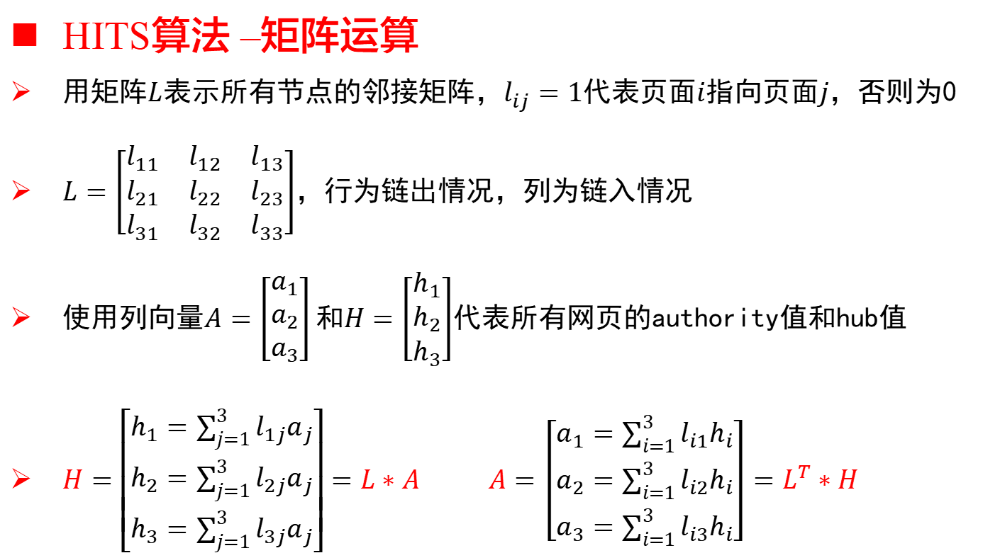 ■ HITS算法 –矩阵运算
➢ 用矩阵𝐿表示所有节点的邻接矩阵，$l_{ij} = 1$代表页面𝑖指向页面𝑗，否则为0
➢ $L = \begin{bmatrix} l_{11} & l_{12} & l_{13} \\ l_{21} & l_{22} & l_{23} \\ l_{31} & l_{32} & l_{33} \end{bmatrix}$，行为链出情况，列为链入情况
➢ 使用列向量$A = \begin{bmatrix} a_1 \\ a_2 \\ a_3 \end{bmatrix}$和$H = \begin{bmatrix} h_1 \\ h_2 \\ h_3 \end{bmatrix}$代表所有网页的authority值和hub值
➢ $H = \begin{bmatrix} h_1 = \sum_{j=1}^{3} l_{1j} a_j \\ h_2 = \sum_{j=1}^{3} l_{2j} a_j \\ h_3 = \sum_{j=1}^{3} l_{3j} a_j \end{bmatrix} = L * A$ $A = \begin{bmatrix} a_1 = \sum_{i=1}^{3} l_{i1} h_i \\ a_2 = \sum_{i=1}^{3} l_{i2} h_i \\ a_3 = \sum_{i=1}^{3} l_{i3} h_i \end{bmatrix} = L^T * H$